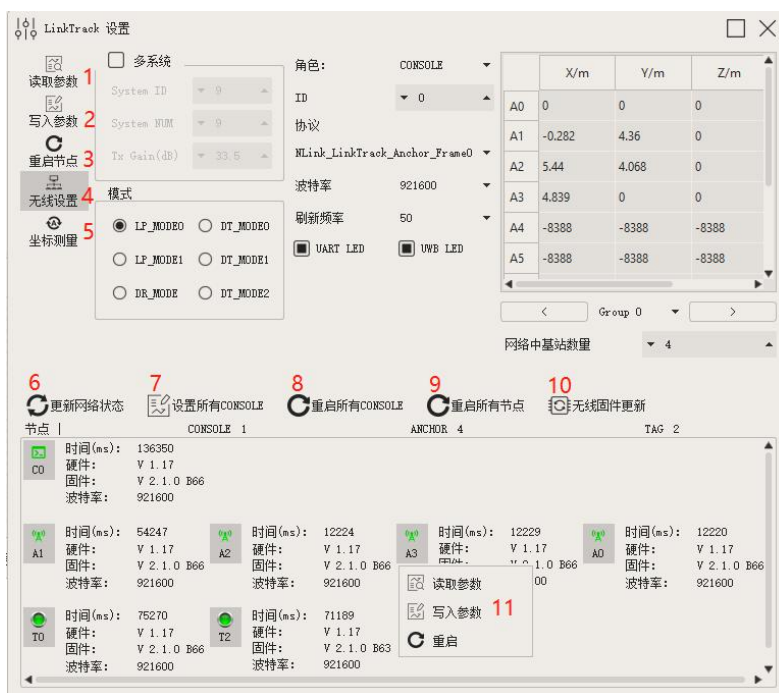 LinkTrack 设置
读取参数 1
写入参数 2
重启节点 3
无线设置 4
坐标测量 5
多系统
System ID 9
System NUM 9
Tx Gain(dB) 33.5
模式
LP_MODE0 DT_MODE0
LP_MODE1 DT_MODE1
DR_MODE DT_MODE2
角色: CONSOLE
ID 0
协议
NLink_LinkTrack_Anchor_Frame0
波特率 921600
刷新频率 50
UART LED UWB LED
X/m Y/m Z/m
A0 0 0 0
A1 -0.282 4.36 0
A2 5.44 4.068 0
A3 4.839 0 0
A4 -8388 -8388 -8388
A5 -8388 -8388 -8388
< Group 0 >
网络中基站数量 4
6 7 8 9 10
更新网络状态 设置所有CONSOLE 重启所有CONSOLE 重启所有节点 无线固件更新
节点 | CONSOLE 1 ANCHOR 4 TAG 2
C0
时间(ms): 136350
硬件: V 1.17
固件: V 2.1.0 B66
波特率: 921600
A1
时间(ms): 54247
硬件: V 1.17
固件: V 2.1.0 B66
波特率: 921600
A2
时间(ms): 12224
硬件: V 1.17
固件: V 2.1.0 B66
波特率: 921600
A3
时间(ms): 12229
硬件: V 1.17
1.0 B66
00
A0
时间(ms): 12220
硬件: V 1.17
固件: V 2.1.0 B66
波特率: 921600
读取参数
写入参数 11
重启
T0
时间(ms): 75270
硬件: V 1.17
固件: V 2.1.0 B66
波特率: 921600
T2
时间(ms): 71189
硬件: V 1.17
固件: V 2.1.0 B63
波特率: 921600